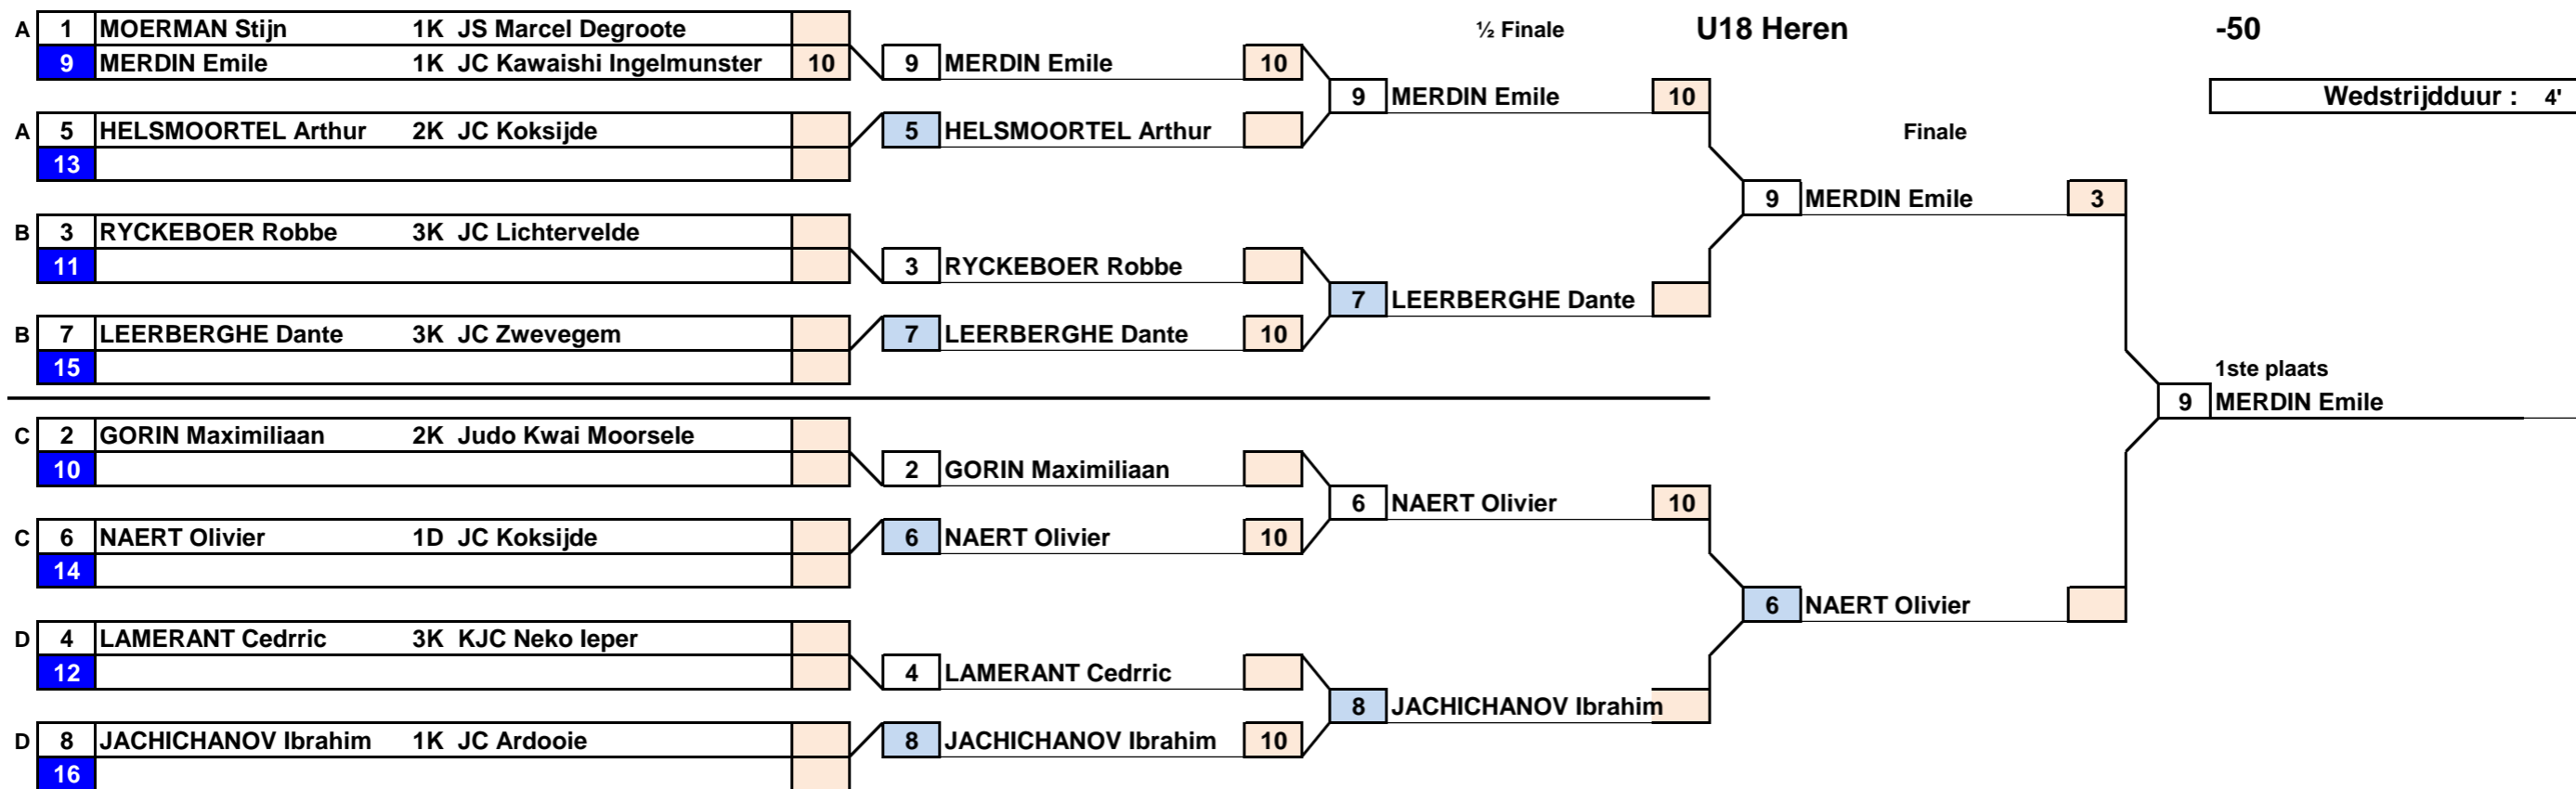 A 1 MOERMAN Stijn 1K JS Marcel Degroote
9 MERDIN Emile 1K JC Kawaishi Ingelmunster 10
A 5 HELSMOORTEL Arthur 2K JC Koksijde
13
B 3 RYCKEBOER Robbe 3K JC Lichtervelde
11
B 7 LEERBERGHE Dante 3K JC Zwevegem
15
C 2 GORIN Maximiliaan 2K Judo Kwai Moorsele
10
C 6 NAERT Olivier 1D JC Koksijde
14
D 4 LAMERANT Cedrric 3K KJC Neko Ieper
12
D 8 JACHICHANOV Ibrahim 1K JC Ardooie
16
9 MERDIN Emile 10
5 HELSMOORTEL Arthur
3 RYCKEBOER Robbe
7 LEERBERGHE Dante 10
2 GORIN Maximiliaan
6 NAERT Olivier 10
4 LAMERANT Cedrric
8 JACHICHANOV Ibrahim 10
½ Finale
9 MERDIN Emile 10
7 LEERBERGHE Dante
6 NAERT Olivier 10
8 JACHICHANOV Ibrahim
U18 Heren
-50
Wedstrijdduur : 4'
Finale
9 MERDIN Emile 3
6 NAERT Olivier
1ste plaats
9 MERDIN Emile